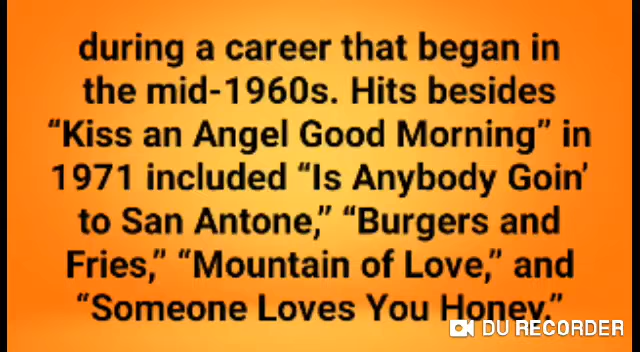 during a career that began in
the mid-1960s. Hits besides
“Kiss an Angel Good Morning” in
1971 included “Is Anybody Goin’
to San Antone,” “Burgers and
Fries,” “Mountain of Love,” and
“Someone Loves You Honey.”
DU RECORDER